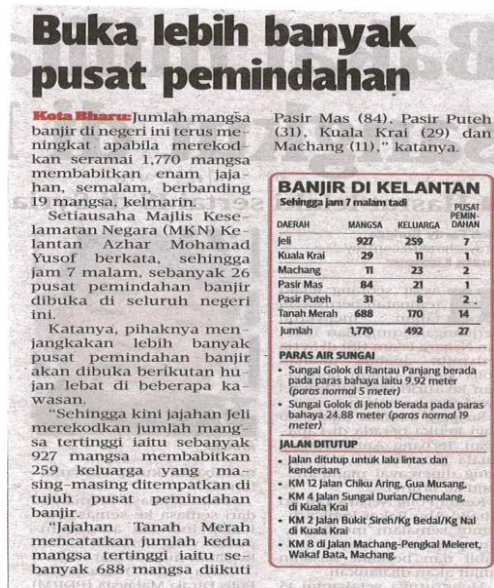 Buka lebih banyak
pusat pemindahan
Kota Bharu: Jumlah mangsa
banjir di negeri ini terus me-
ningkat apabila merekod-
kan seramai 1,770 mangsa
membabitkan enam jaja-
han, semalam, berbanding
19 mangsa, kelmarin.
Setiausaha Majlis Kese-
lamatan Negara (MKN) Ke-
lantan Azhar Mohamad
Yusof berkata, sehingga
jam 7 malam, sebanyak 26
pusat pemindahan banjir
dibuka di seluruh negeri
ini.
Katanya, pihaknya men-
jangkakan lebih banyak
pusat pemindahan banjir
akan dibuka berikutan hu
jan lebat di beberapa ka-
wasan.
"Sehingga kini jajahan Jeli
merekodkan jumlah mang-
sa tertinggi iaitu sebanyak
927 mangsa membabitkan
259 keluarga yang ma-
sing-masing ditempatkan di
tujuh pusat pemindahan
banjir.
"Jajahan Tanah Merah
mencatatkan jumlah kedua
mangsa tertinggi iaitu se-
banyak 688 mangsa diikuti
Pasir Mas (84), Pasir Puteh
(31), Kuala Krai (29) dan
Machang (11)," katanya.
BANJIR DI KELANTAN
Sehingga jam 7 malam tadi
DAERAH MANGSA KELUARGA PUSAT PEMIN-DAHAN
Jeli 927 259 7
Kuala Krai 29 11 1
Machang 11 23 2
Pasir Mas 84 21 1
Pasir Puteh 31 8 2
Tanah Merah 688 170 14
Jumlah 1,770 492 27
PARAS AIR SUNGAI
• Sungai Golok di Rantau Panjang berada
pada paras bahaya iaitu 9.92 meter
(paras normal 5 meter)
• Sungai Golok di Jenob berada pada paras
bahaya 24.88 meter (paras normal 19
meter)
JALAN DITUTUP
• Jalan ditutup untuk lalu lintas dan
kenderaan
• KM 12 Jalan Chiku Aring, Gua Musang,
• KM 4 Jalan Sungai Durian/Chenulang,
di Kuala Krai
• KM 2 Jalan Bukit Sireh/Kg Bedal/Kg Nal
di Kuala Krai
• KM 8 di Jalan Machang-Pengkal Meleret,
Wakaf Bata, Machang.